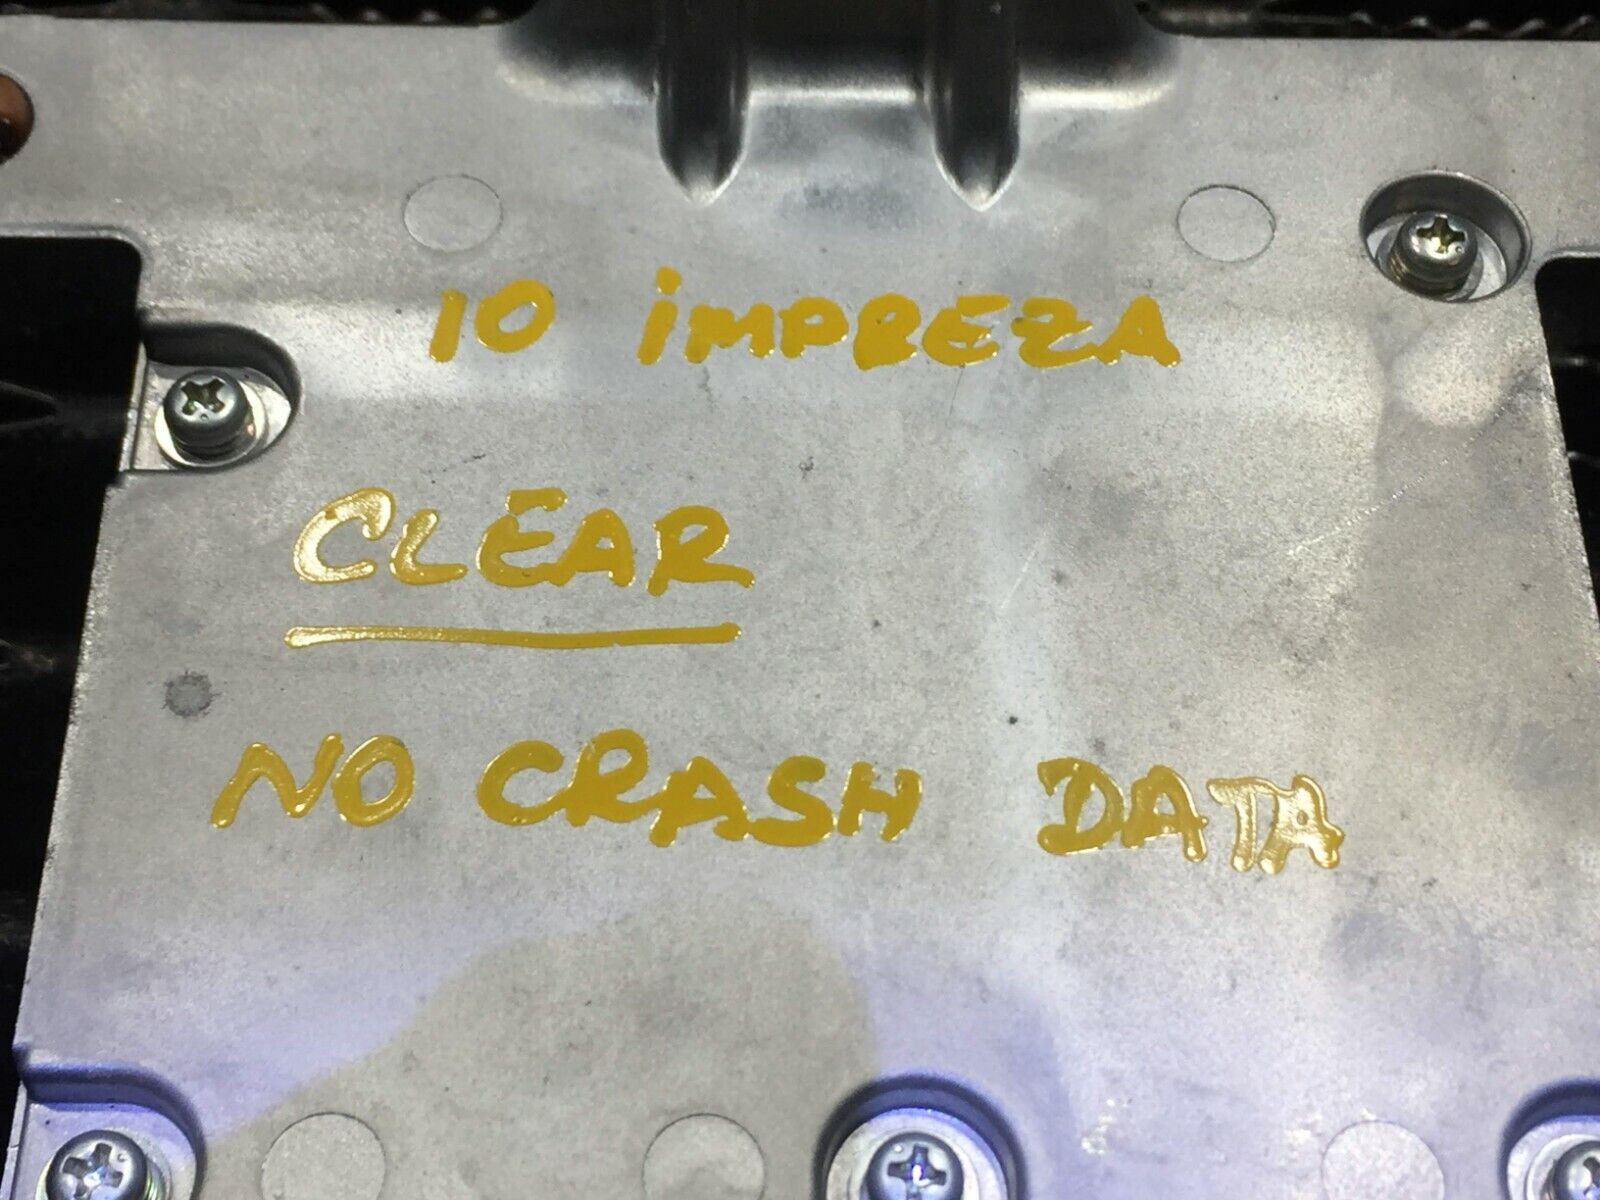 10 iMPREZA
CLEAR
NO CRASH DATA